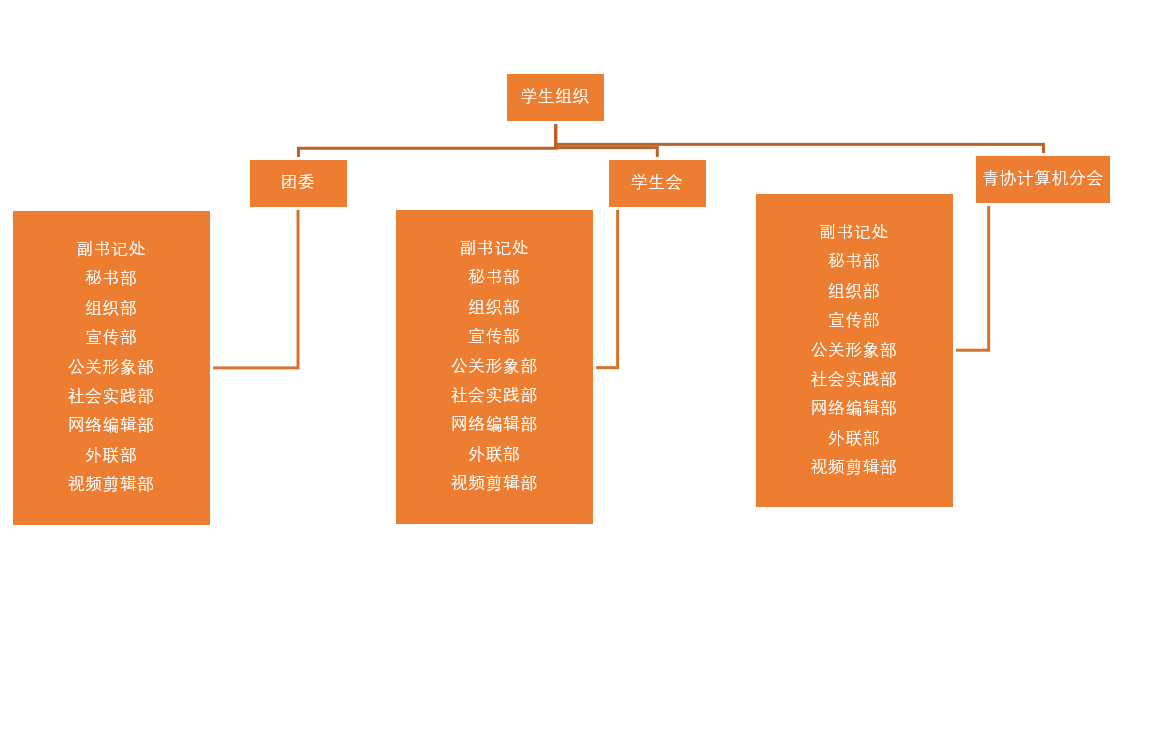 学生组织
团委
学生会
青协计算机分会
副书记处
秘书部
组织部
宣传部
公关形象部
社会实践部
网络编辑部
外联部
视频剪辑部
副书记处
秘书部
组织部
宣传部
公关形象部
社会实践部
网络编辑部
外联部
视频剪辑部
副书记处
秘书部
组织部
宣传部
公关形象部
社会实践部
网络编辑部
外联部
视频剪辑部